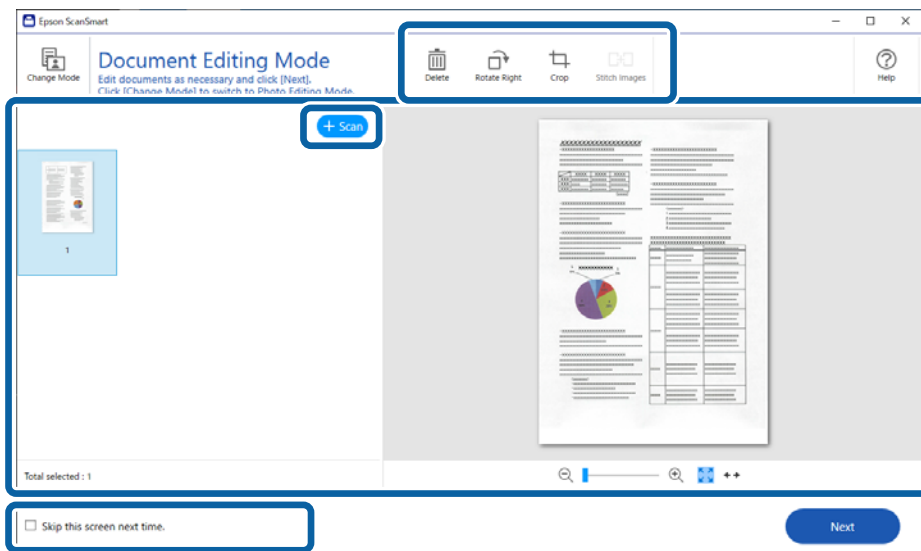 Epson ScanSmart
Change Mode
Document Editing Mode
Edit documents as necessary and click [Next].
Click [Change Mode] to switch to Photo Editing Mode.
Delete
Rotate Right
Crop
Stitch Images
Help
+ Scan
1
Total selected : 1
Skip this screen next time.
Next